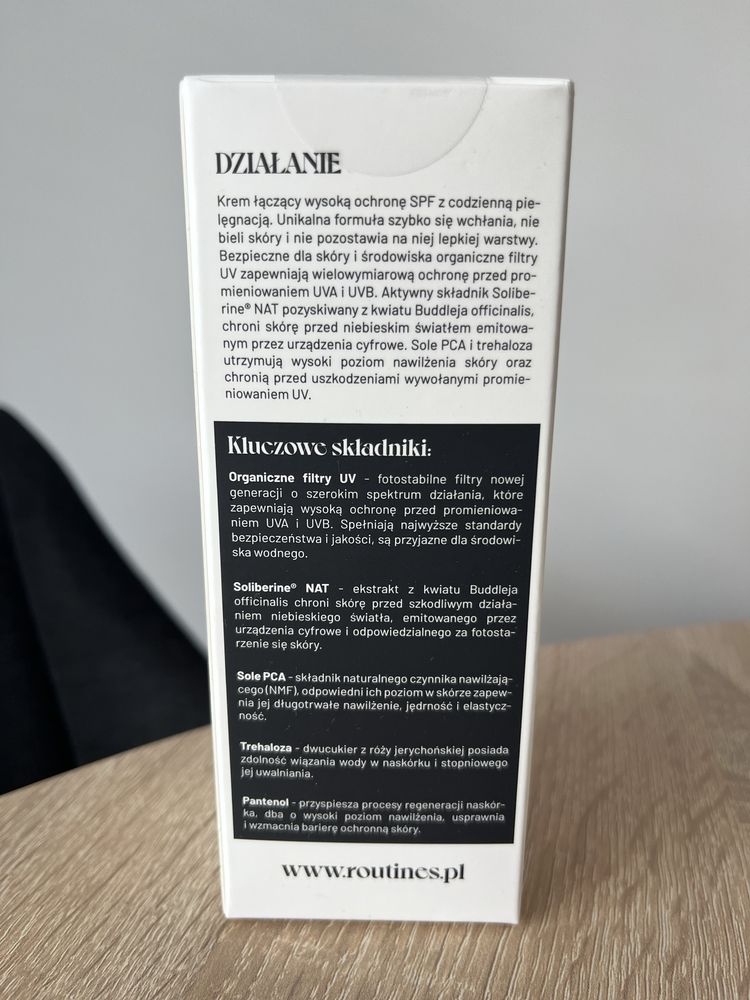 DZIAŁANIE
Krem łączący wysoką ochronę SPF z codzienną pie-
lęgnacją. Unikalna formuła szybko się wchłania, nie
bieli skóry i nie pozostawia na niej lepkiej warstwy.
Bezpieczne dla skóry i środowiska organiczne filtry
UV zapewniają wielowymiarową ochronę przed pro-
mieniowaniem UVA i UVB. Aktywny składnik Solibe-
rine® NAT pozyskiwany z kwiatu Buddleja officinalis,
chroni skórę przed niebieskim światłem emitowa-
nym przez urządzenia cyfrowe. Sole PCA i trehaloza
utrzymują wysoki poziom nawilżenia skóry oraz
chronią przed uszkodzeniami wywołanymi promie-
niowaniem UV.
Kluczowe składniki:
Organiczne filtry UV - fotostabilne filtry nowej
generacji o szerokim spektrum działania, które
zapewniają wysoką ochronę przed promieniowa-
niem UVA i UVB. Spełniają najwyższe standardy
bezpieczeństwa i jakości, są przyjazne dla środowi-
ska wodnego.
Soliberine® NAT - ekstrakt z kwiatu Buddleja
officinalis chroni skórę przed szkodliwym działa-
niem niebieskiego światła, emitowanego przez
urządzenia cyfrowe i odpowiedzialnego za fotosta-
rzenie się skóry.
Sole PCA - składnik naturalnego czynnika nawilżają-
cego (NMF), odpowiedni ich poziom w skórze zapew-
nia jej długotrwałe nawilżenie, jędrność i elastycz-
ność.
Trehaloza - dwucukier z róży jerychońskiej posiada
zdolność wiązania wody w naskórku i stopniowego
jej uwalniania.
Pantenol - przyspiesza procesy regeneracji naskór-
ka, dba o wysoki poziom nawilżenia, usprawnia
i wzmacnia barierę ochronną skóry.
www.routines.pl